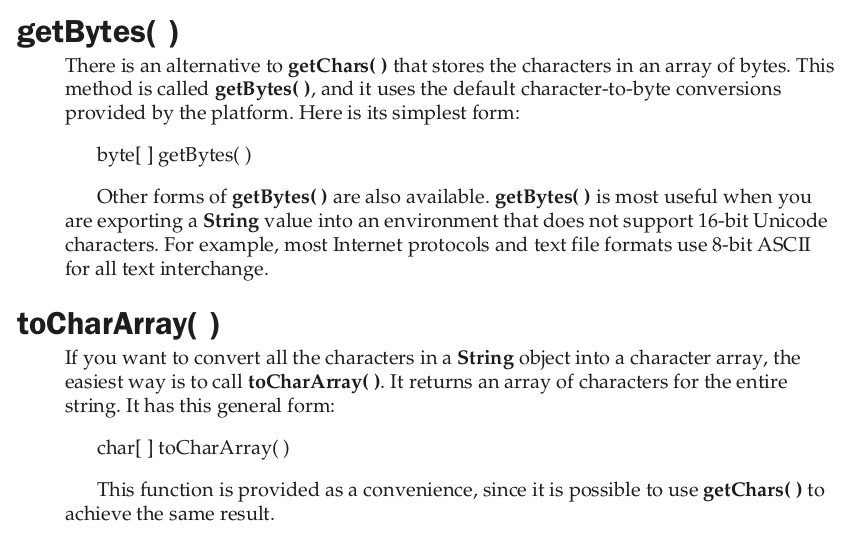 getBytes( )
There is an alternative to getChars( ) that stores the characters in an array of bytes. This
method is called getBytes( ), and it uses the default character-to-byte conversions
provided by the platform. Here is its simplest form:
byte[ ] getBytes( )
Other forms of getBytes( ) are also available. getBytes( ) is most useful when you
are exporting a String value into an environment that does not support 16-bit Unicode
characters. For example, most Internet protocols and text file formats use 8-bit ASCII
for all text interchange.
toCharArray( )
If you want to convert all the characters in a String object into a character array, the
easiest way is to call toCharArray( ). It returns an array of characters for the entire
string. It has this general form:
char[ ] toCharArray( )
This function is provided as a convenience, since it is possible to use getChars( ) to
achieve the same result.